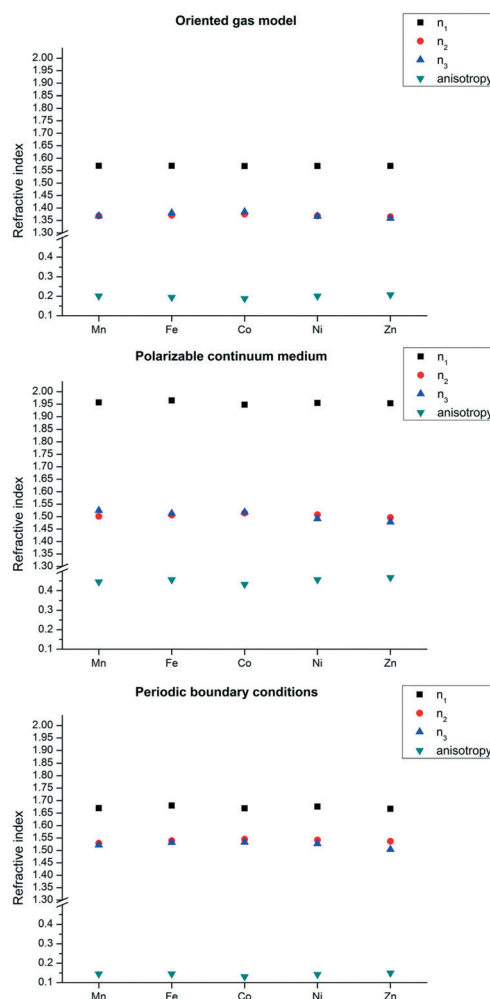 Oriented gas model
n1
n2
n3
anisotropy
2.00
1.95
1.90
1.85
1.80
1.75
1.70
1.65
1.60
1.55
1.50
1.45
1.40
1.35
1.30
0.4
0.3
0.2
0.1
Refractive index
Mn Fe Co Ni Zn
Polarizable continuum medium
n1
n2
n3
anisotropy
2.00
1.95
1.90
1.85
1.80
1.75
1.70
1.65
1.60
1.55
1.50
1.45
1.40
1.35
1.30
0.4
0.3
0.2
0.1
Refractive index
Mn Fe Co Ni Zn
Periodic boundary conditions
n1
n2
n3
anisotropy
2.00
1.95
1.90
1.85
1.80
1.75
1.70
1.65
1.60
1.55
1.50
1.45
1.40
1.35
1.30
0.4
0.3
0.2
0.1
Refractive index
Mn Fe Co Ni Zn